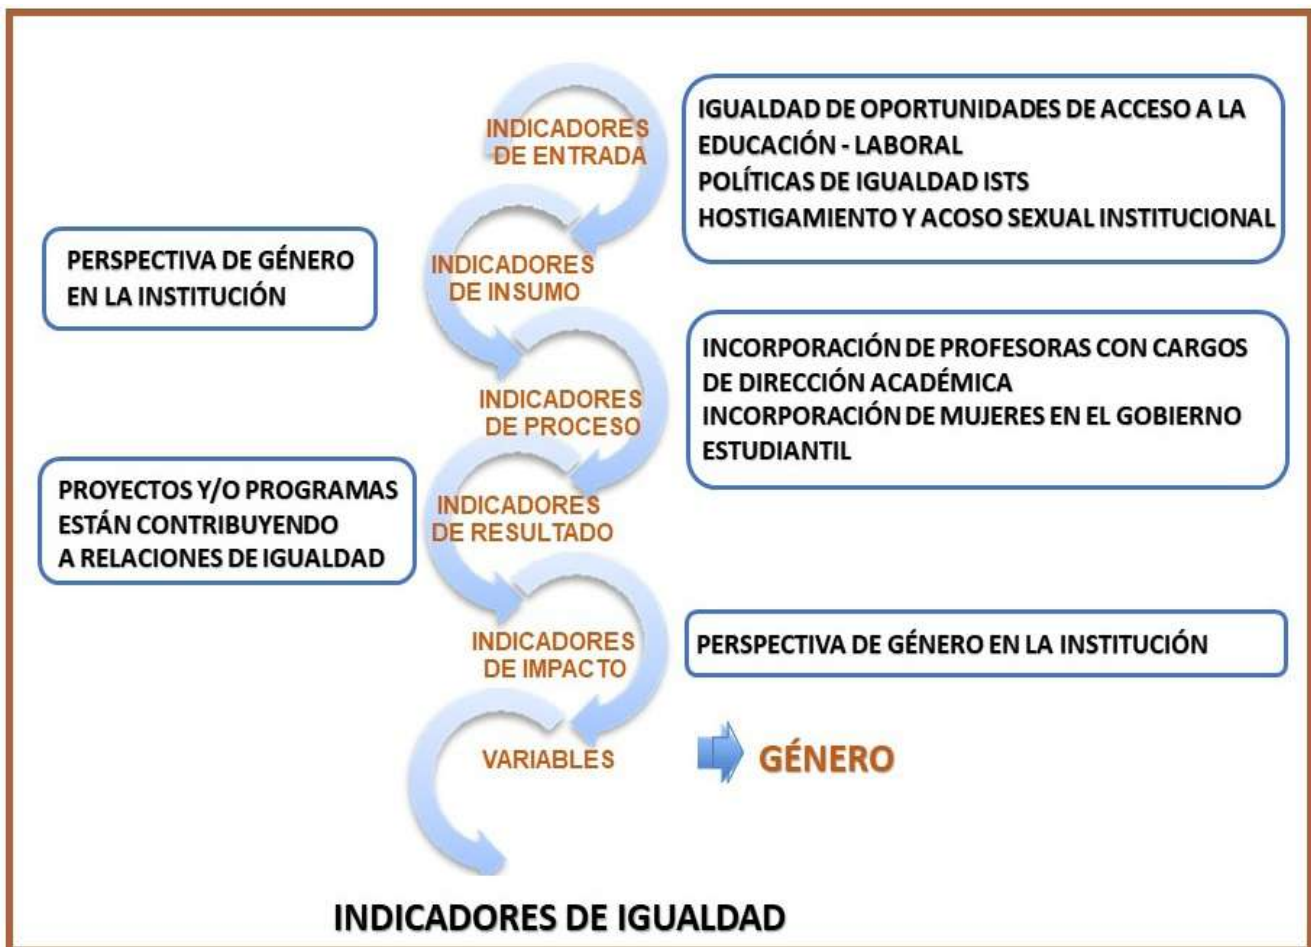 INDICADORES
DE ENTRADA
IGUALDAD DE OPORTUNIDADES DE ACCESO A LA
EDUCACIÓN - LABORAL
POLÍTICAS DE IGUALDAD ISTS
HOSTIGAMIENTO Y ACOSO SEXUAL INSTITUCIONAL
PERSPECTIVA DE GÉNERO
EN LA INSTITUCIÓN
INDICADORES
DE INSUMO
INDICADORES
DE PROCESO
INCORPORACIÓN DE PROFESORAS CON CARGOS
DE DIRECCIÓN ACADÉMICA
INCORPORACIÓN DE MUJERES EN EL GOBIERNO
ESTUDIANTIL
PROYECTOS Y/O PROGRAMAS
ESTÁN CONTRIBUYENDO
A RELACIONES DE IGUALDAD
INDICADORES
DE RESULTADO
INDICADORES
DE IMPACTO
PERSPECTIVA DE GÉNERO EN LA INSTITUCIÓN
VARIABLES
GÉNERO
INDICADORES DE IGUALDAD